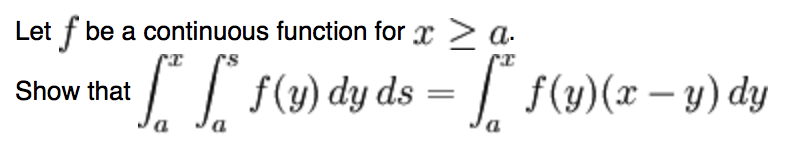 Let f be a continuous function for x ≥ a.
Show that ∫_a^x ∫_a^s f(y) dy ds = ∫_a^x f(y)(x − y) dy